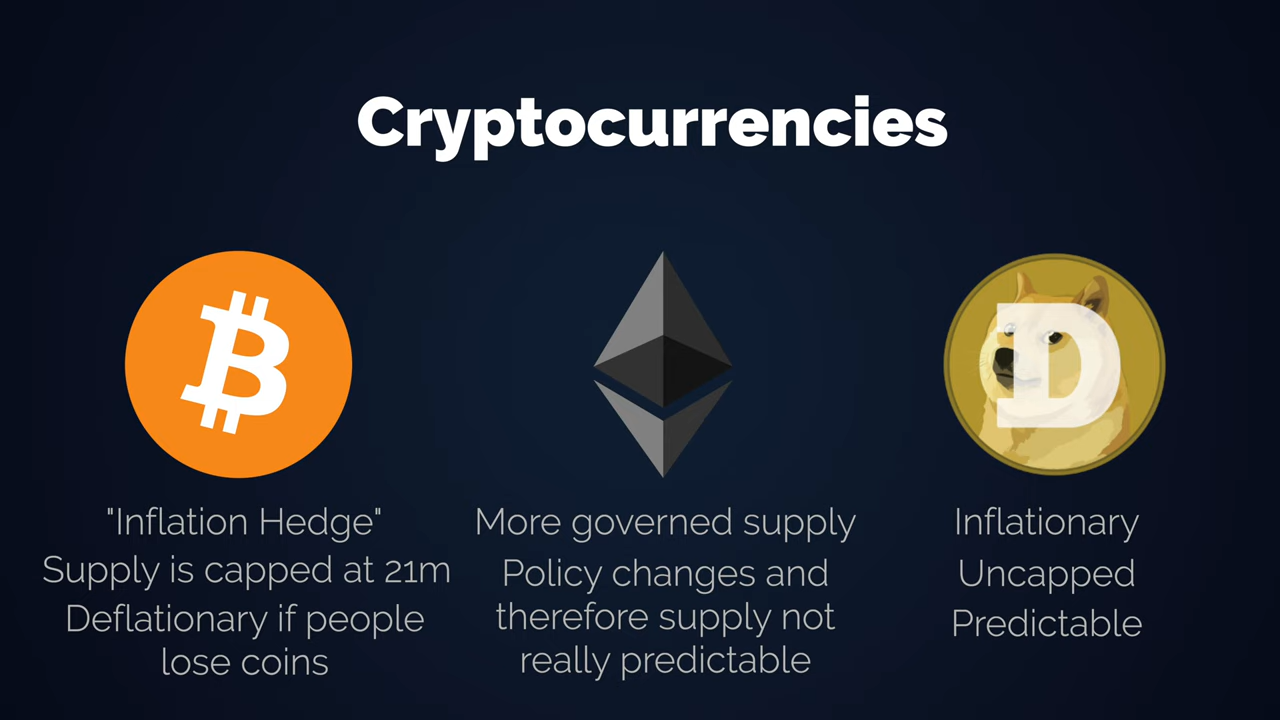 Cryptocurrencies
"Inflation Hedge"
Supply is capped at 21m
Deflationary if people
lose coins
More governed supply
Policy changes and
therefore supply not
really predictable
D
Inflationary
Uncapped
Predictable